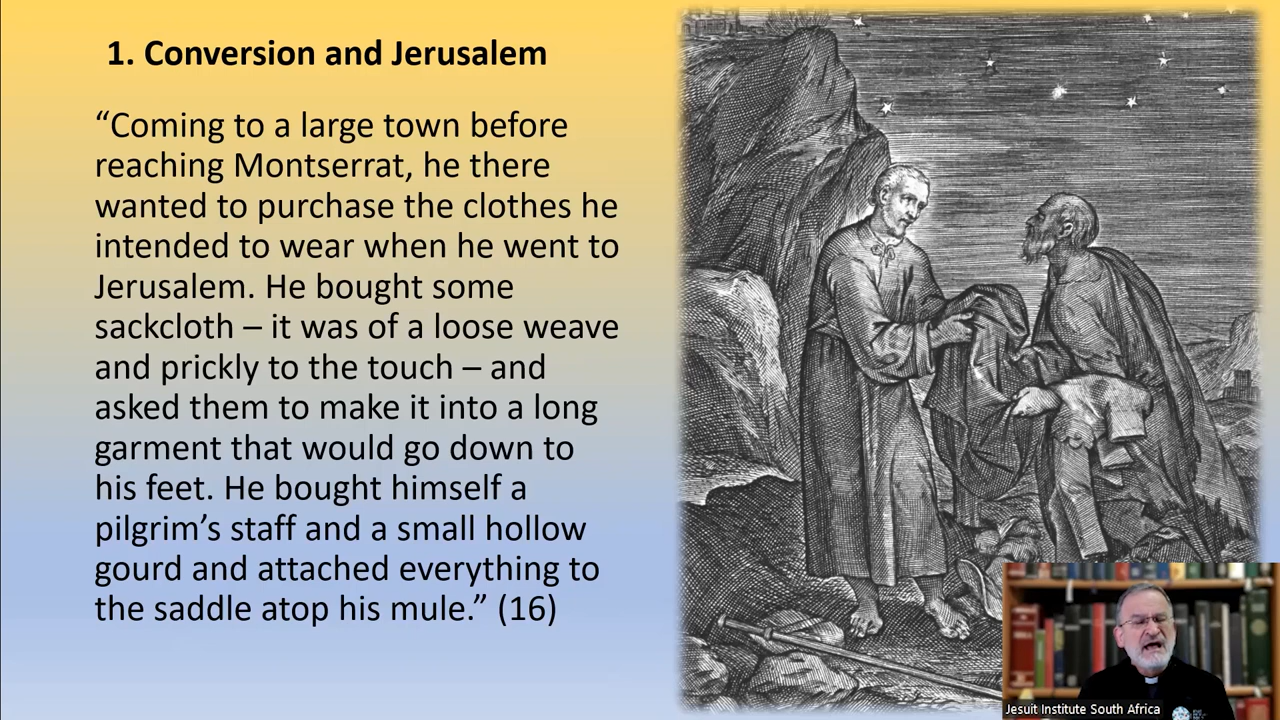 1. Conversion and Jerusalem
“Coming to a large town before
reaching Montserrat, he there
wanted to purchase the clothes he
intended to wear when he went to
Jerusalem. He bought some
sackcloth – it was of a loose weave
and prickly to the touch – and
asked them to make it into a long
garment that would go down to
his feet. He bought himself a
pilgrim’s staff and a small hollow
gourd and attached everything to
the saddle atop his mule.” (16)
Jesuit Institute South Africa